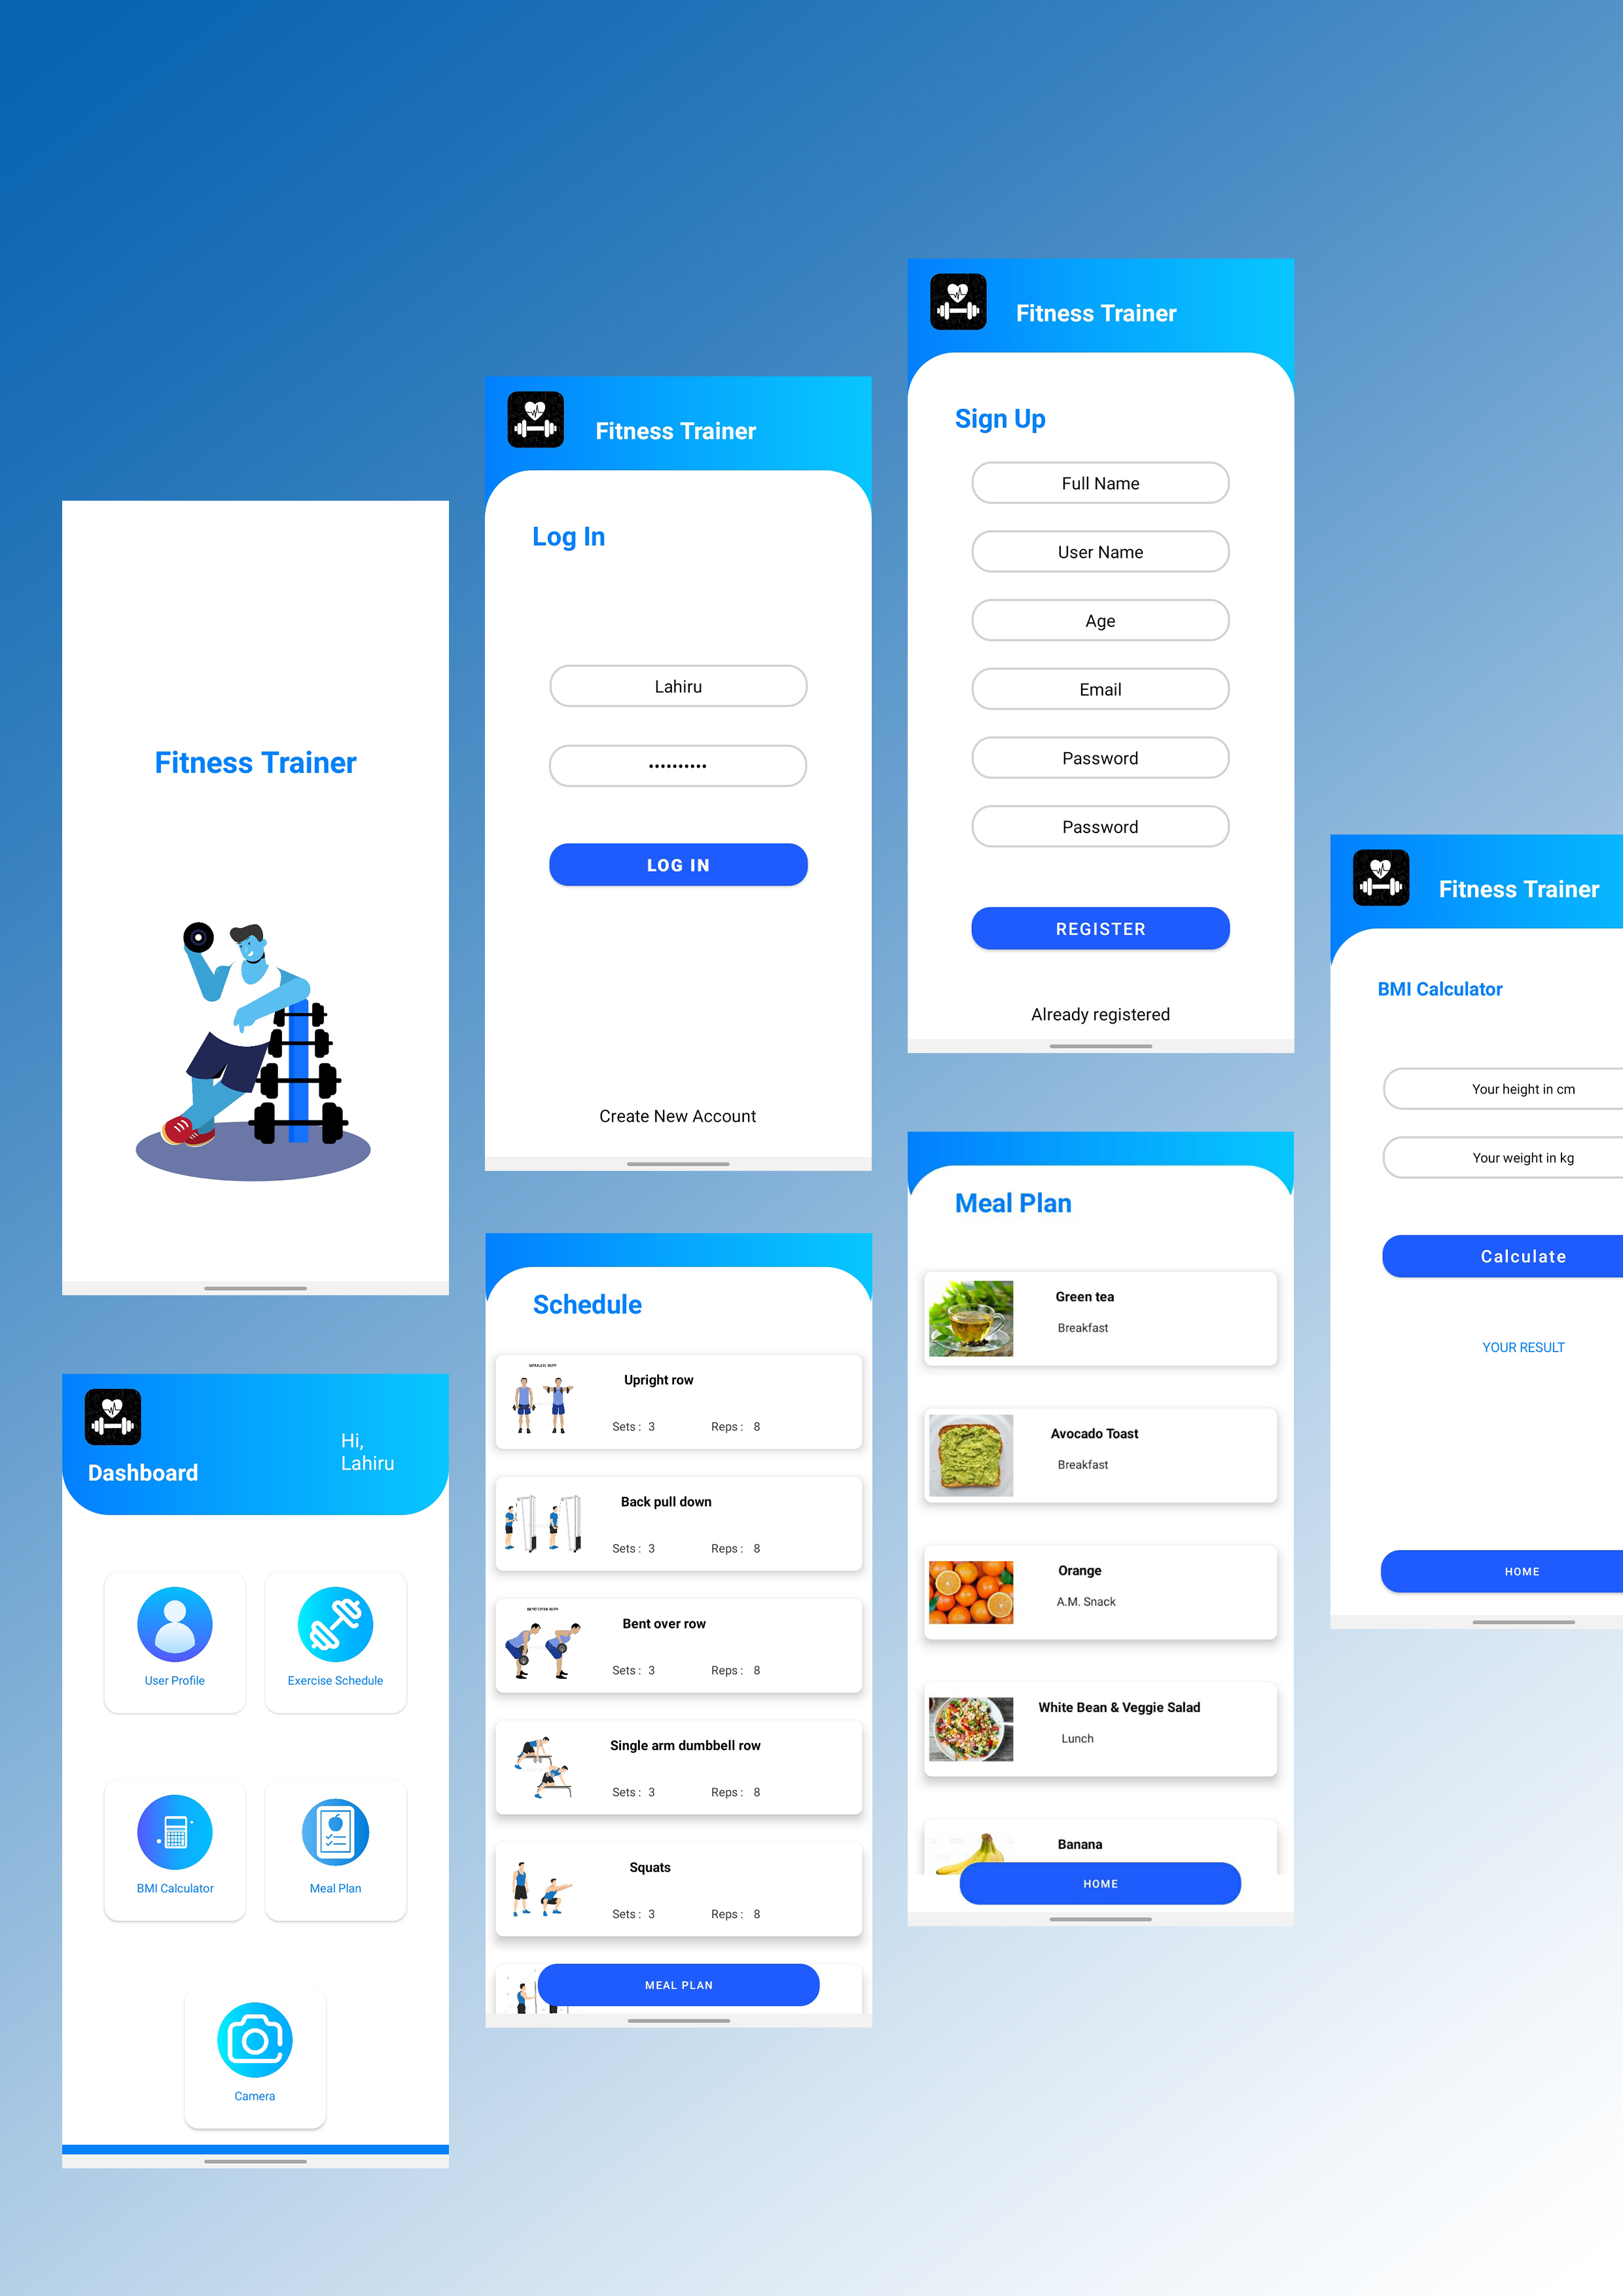 Fitness Trainer
Dashboard
Hi,
Lahiru
User Profile
Exercise Schedule
BMI Calculator
Meal Plan
Camera
Fitness Trainer
Log In
Lahiru
••••••••••
LOG IN
Create New Account
Schedule
UPRIGHT ROW
Upright row
Sets : 3 Reps : 8
Back pull down
Sets : 3 Reps : 8
BENT OVER ROW
Bent over row
Sets : 3 Reps : 8
Single arm dumbbell row
Sets : 3 Reps : 8
Squats
Sets : 3 Reps : 8
MEAL PLAN
Fitness Trainer
Sign Up
Full Name
User Name
Age
Email
Password
Password
REGISTER
Already registered
Meal Plan
Green tea
Breakfast
Avocado Toast
Breakfast
Orange
A.M. Snack
White Bean & Veggie Salad
Lunch
Banana
HOME
Fitness Trainer
BMI Calculator
Your height in cm
Your weight in kg
Calculate
YOUR RESULT
HOME